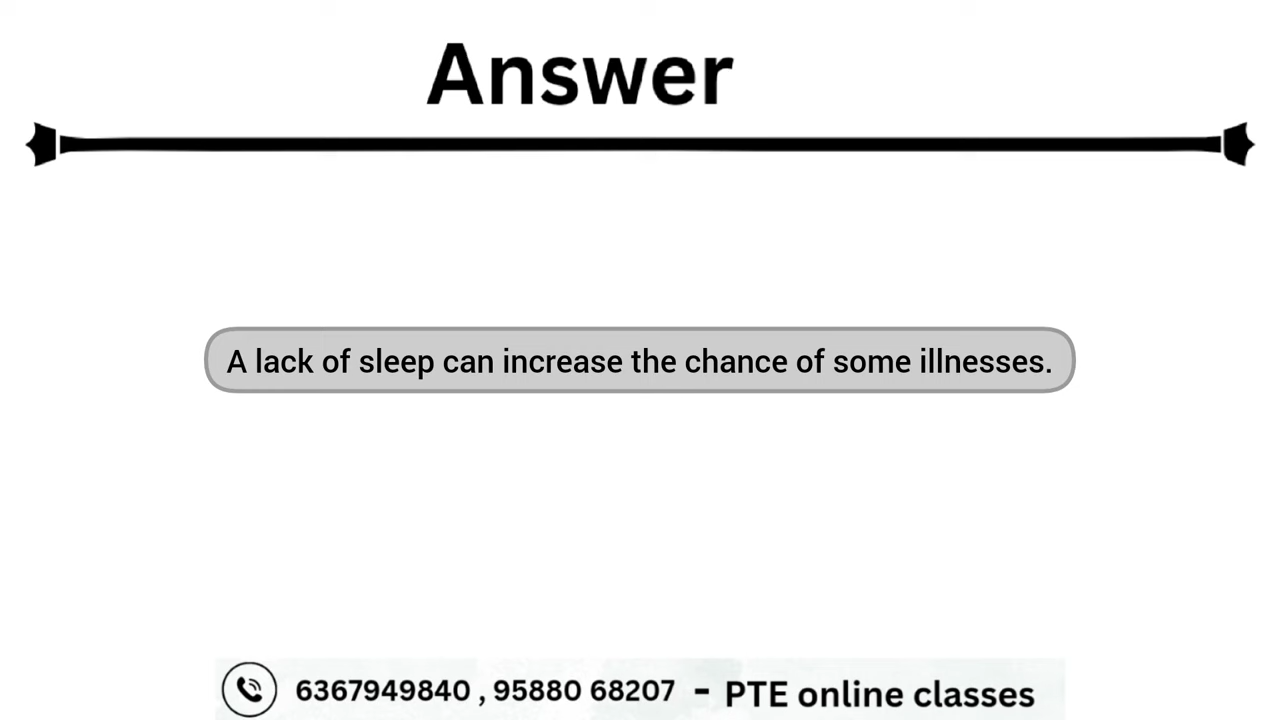 Answer
A lack of sleep can increase the chance of some illnesses.
6367949840 , 95880 68207 - PTE online classes